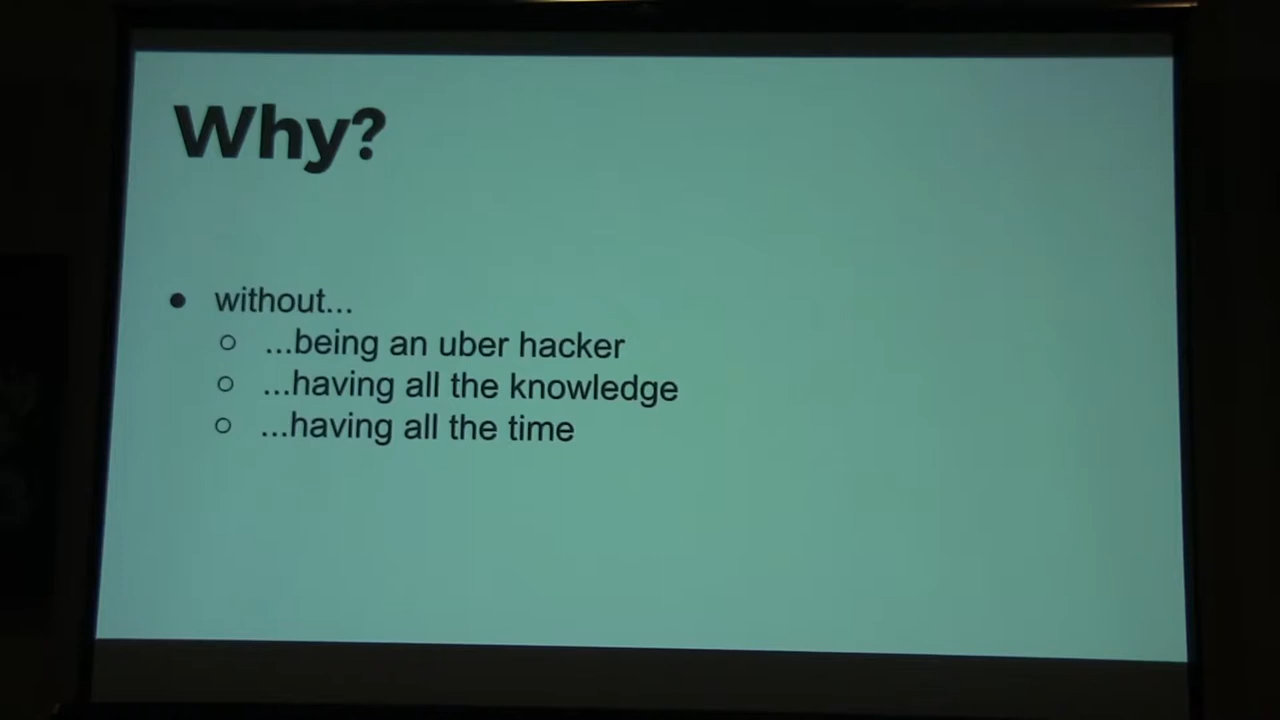 Why?
● without...
○ ...being an uber hacker
○ ...having all the knowledge
○ ...having all the time